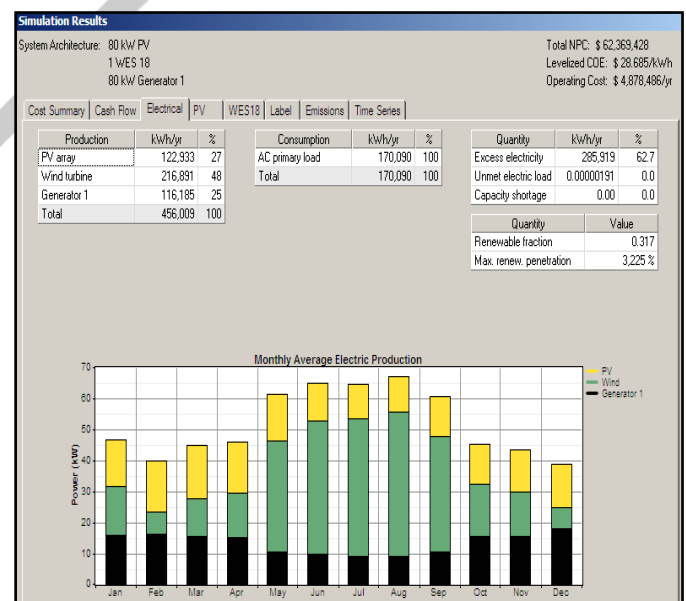 Simulation Results
System Architecture: 80 kW PV
1 WES 18
80 kW Generator 1
Total NPC: $ 62,369,428
Levelized COE: $ 28.685/kWh
Operating Cost: $ 4,878,486/yr
Cost Summary Cash Flow Electrical PV WES18 Label Emissions Time Series
Production kWh/yr %
PV array 122,933 27
Wind turbine 216,891 48
Generator 1 116,185 25
Total 456,009 100
Consumption kWh/yr %
AC primary load 170,090 100
Total 170,090 100
Quantity kWh/yr %
Excess electricity 285,919 62.7
Unmet electric load 0.00000191 0.0
Capacity shortage 0.00 0.0
Quantity Value
Renewable fraction 0.317
Max. renew. penetration 3,225 %
Monthly Average Electric Production
PV
Wind
Generator 1
Power (kW)
70
60
50
40
30
20
10
0
Jan Feb Mar Apr May Jun Jul Aug Sep Oct Nov Dec